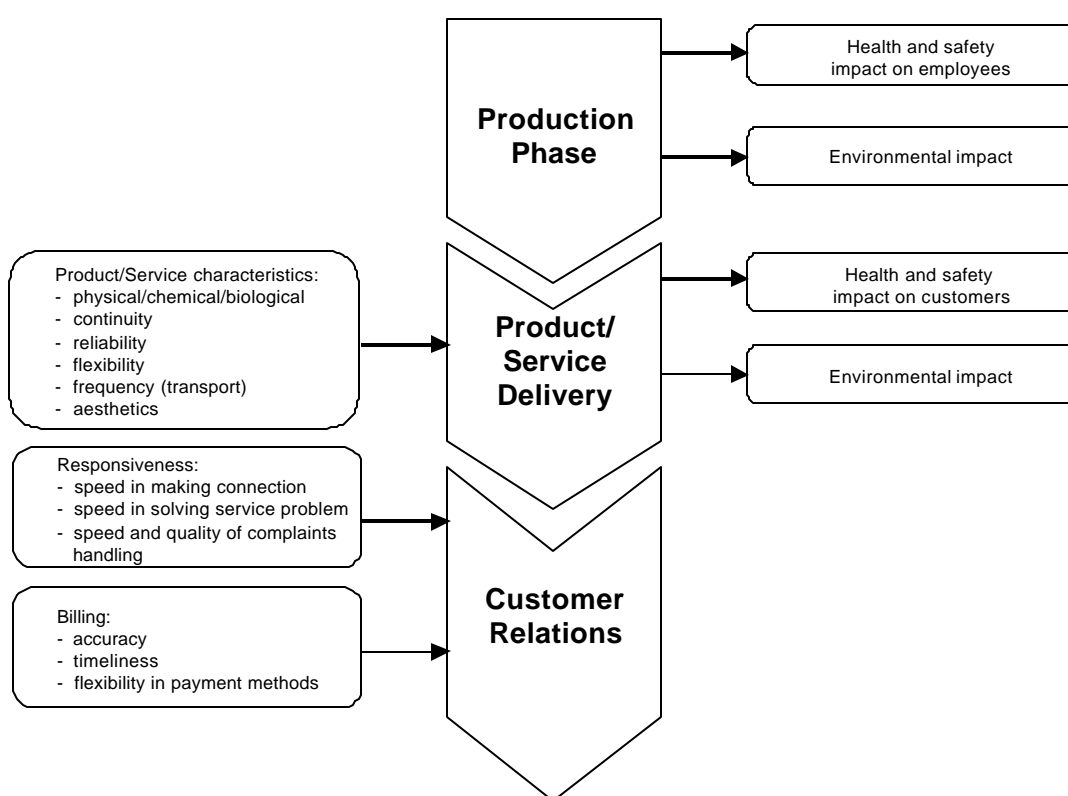 Health and safety
impact on employees
Production
Phase
Environmental impact
Product/Service characteristics:
- physical/chemical/biological
- continuity
- reliability
- flexibility
- frequency (transport)
- aesthetics
Product/
Service
Delivery
Health and safety
impact on customers
Environmental impact
Responsiveness:
- speed in making connection
- speed in solving service problem
- speed and quality of complaints
handling
Customer
Relations
Billing:
- accuracy
- timeliness
- flexibility in payment methods